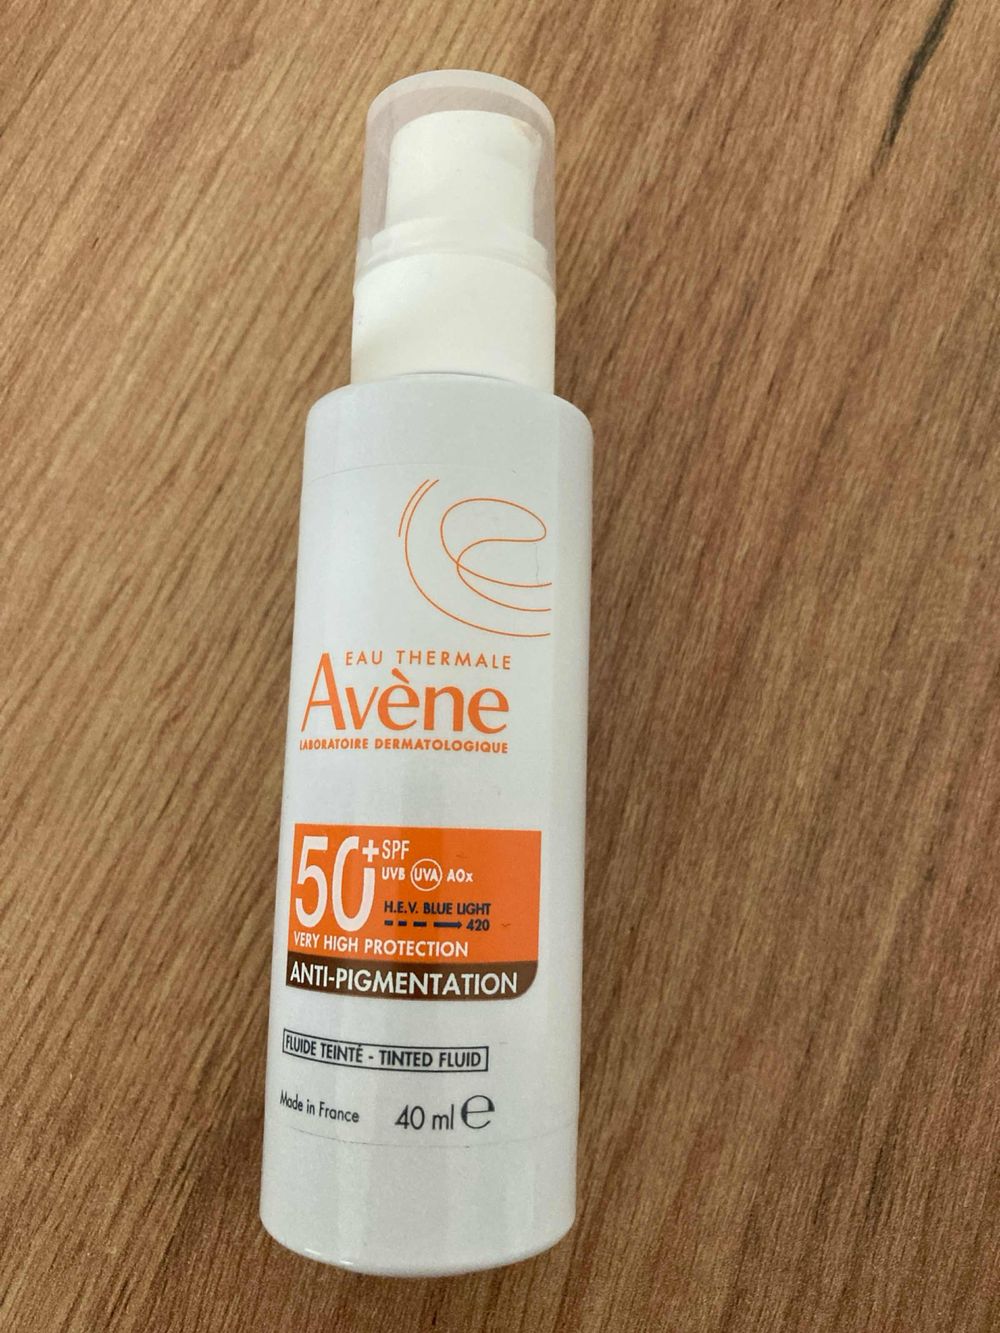 EAU THERMALE
Avène
LABORATOIRE DERMATOLOGIQUE
50+ SPF
UVB UVA AOx
H.E.V. BLUE LIGHT
420
VERY HIGH PROTECTION
ANTI-PIGMENTATION
FLUIDE TEINTÉ - TINTED FLUID
Made in France 40 ml ℮